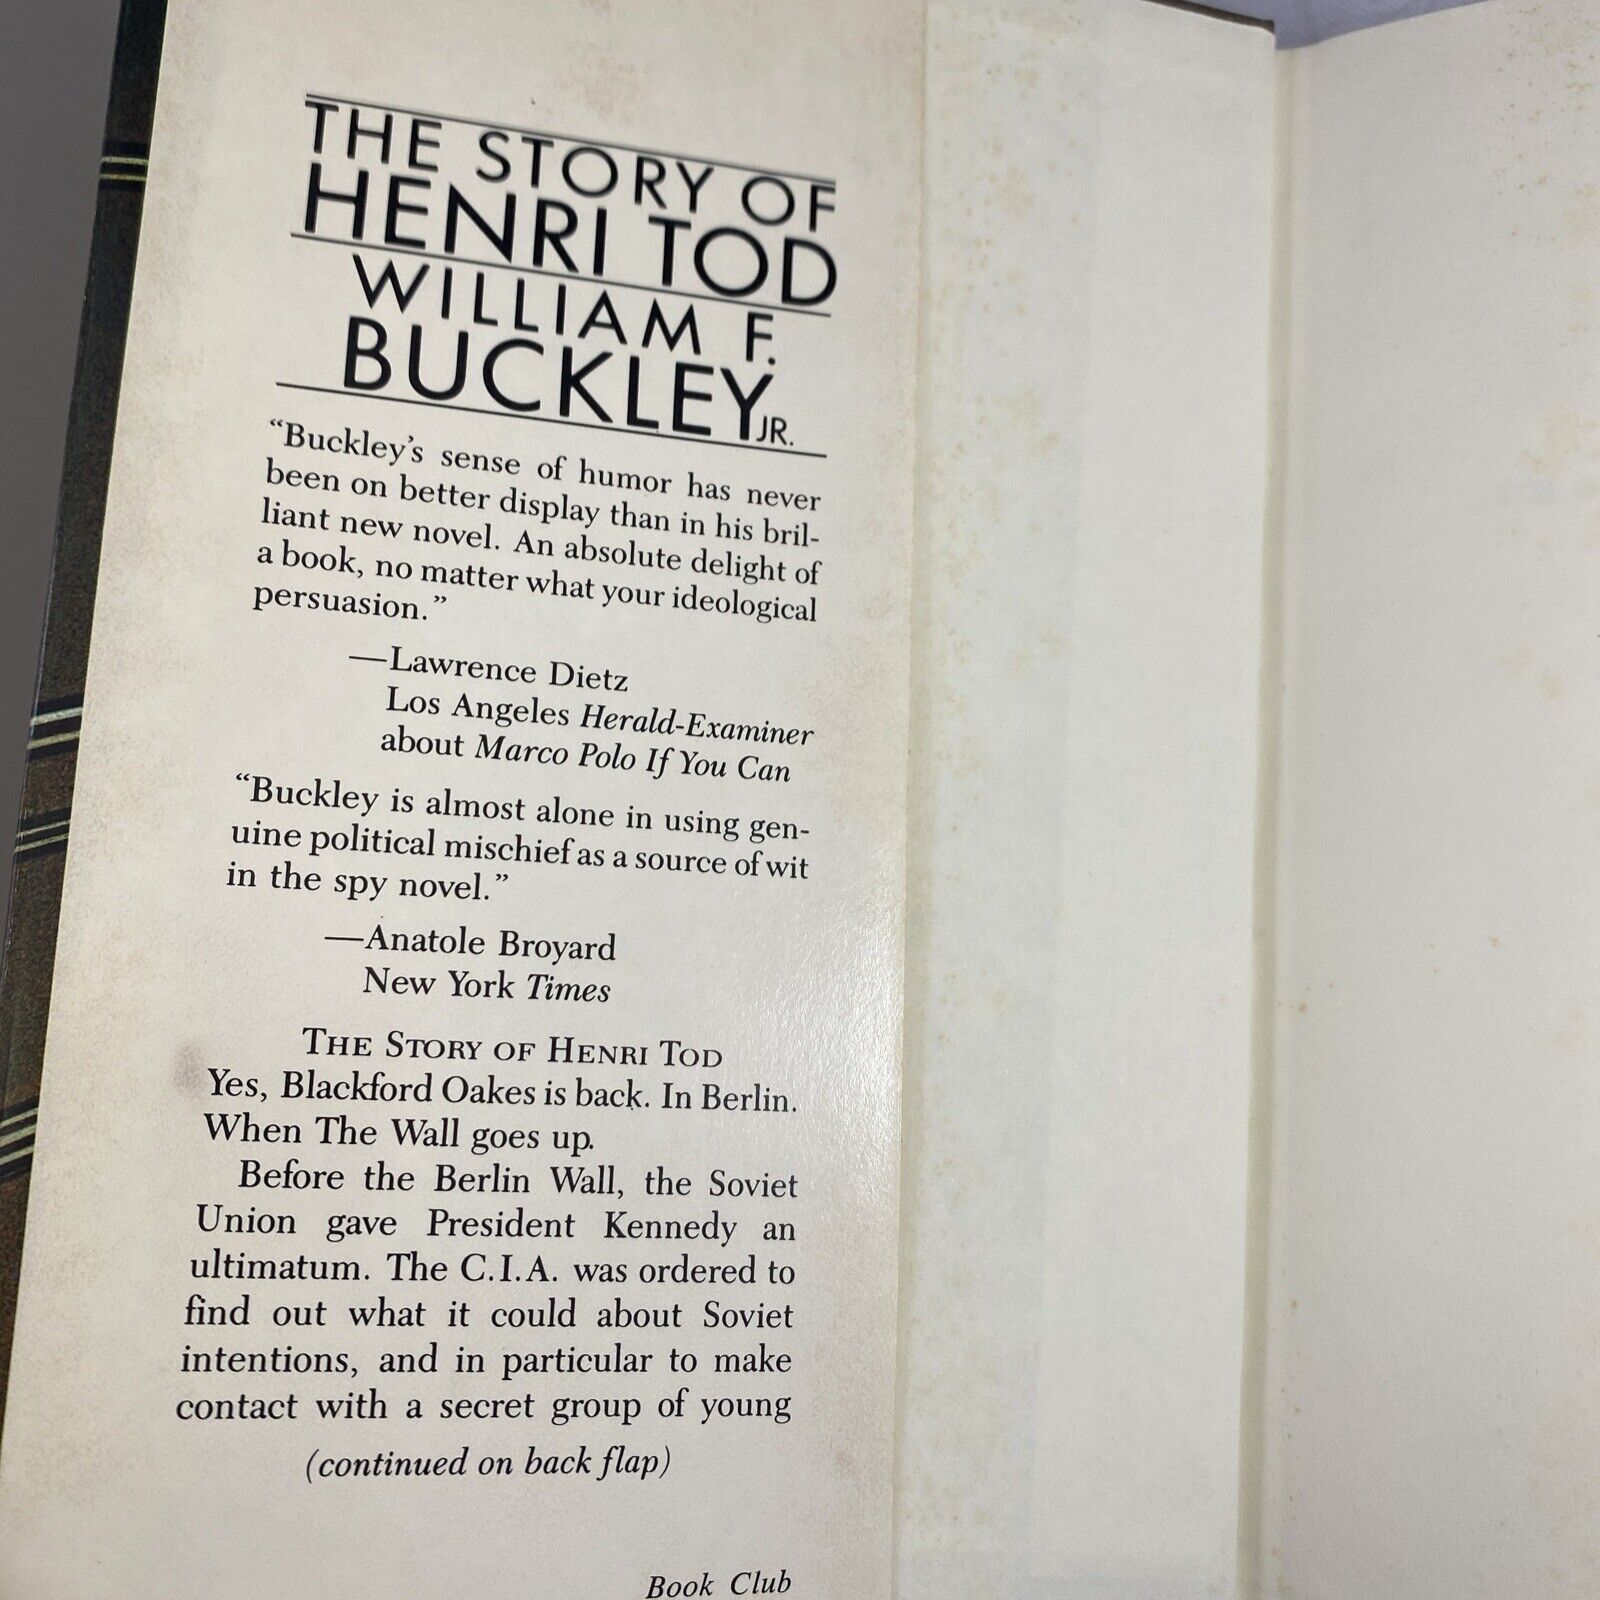 THE STORY OF
HENRI TOD
WILLIAM F.
BUCKLEY JR.
“Buckley’s sense of humor has never
been on better display than in his bril-
liant new novel. An absolute delight of
a book, no matter what your ideological
persuasion.”
—Lawrence Dietz
Los Angeles Herald-Examiner
about Marco Polo If You Can
“Buckley is almost alone in using gen-
uine political mischief as a source of wit
in the spy novel.”
—Anatole Broyard
New York Times
THE STORY OF HENRI TOD
Yes, Blackford Oakes is back. In Berlin.
When The Wall goes up.
Before the Berlin Wall, the Soviet
Union gave President Kennedy an
ultimatum. The C.I.A. was ordered to
find out what it could about Soviet
intentions, and in particular to make
contact with a secret group of young
(continued on back flap)
Book Club